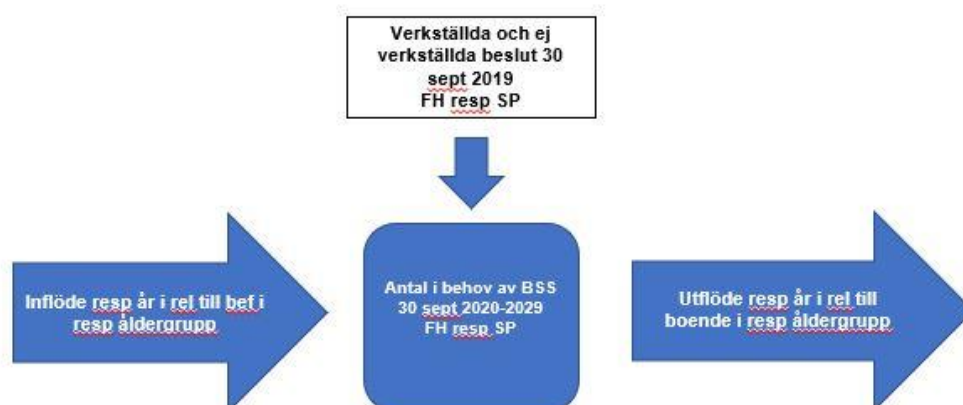 Verkställda och ej
verkställda beslut 30
sept 2019
FH resp SP
Inflöde resp år i rel till bef i
resp åldergrupp
Antal i behov av BSS
30 sept 2020-2029
FH resp SP
Utflöde resp år i rel till
boende i resp åldergrupp